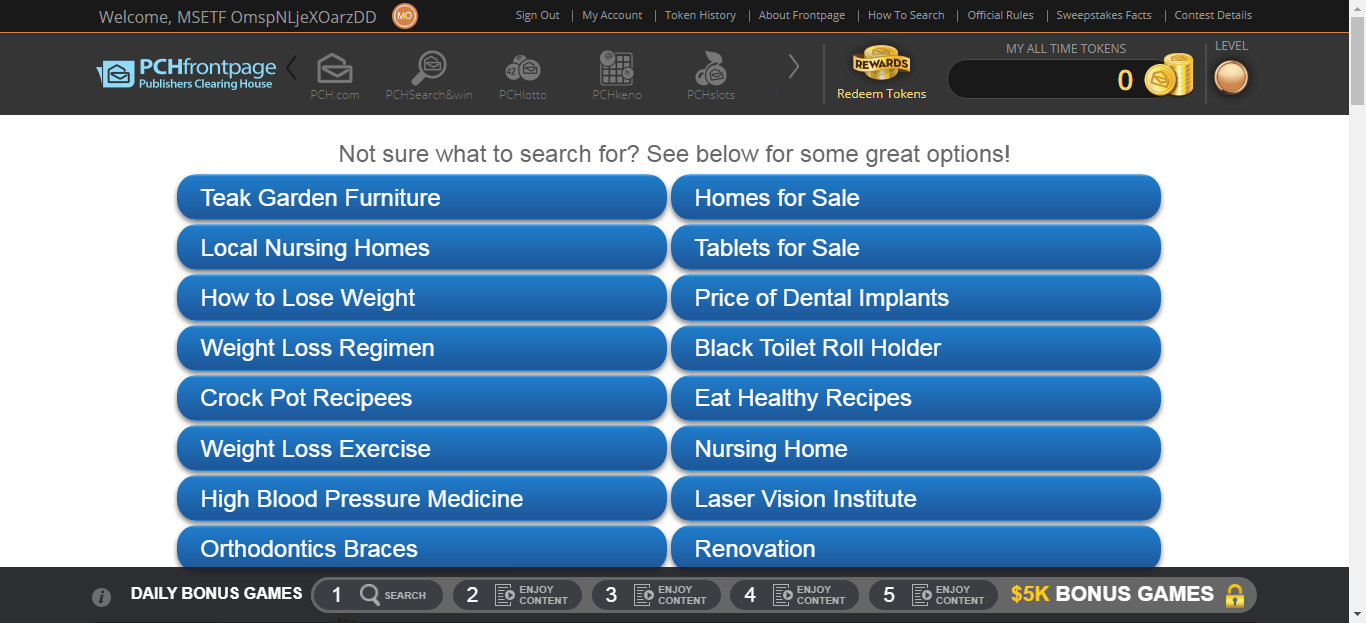 Welcome, MSETF OmspNLjeXOarzDD MO Sign Out | My Account | Token History | About Frontpage | How To Search | Official Rules | Sweepstakes Facts | Contest Details
PCHfrontpage
Publishers Clearing House
PCH.com
PCHSearch&win
42
PCHlotto
PCHkeno
PCHslots
REWARDS
Redeem Tokens
MY ALL TIME TOKENS
0
LEVEL
Not sure what to search for? See below for some great options!
Teak Garden Furniture
Homes for Sale
Local Nursing Homes
Tablets for Sale
How to Lose Weight
Price of Dental Implants
Weight Loss Regimen
Black Toilet Roll Holder
Crock Pot Recipees
Eat Healthy Recipes
Weight Loss Exercise
Nursing Home
High Blood Pressure Medicine
Laser Vision Institute
Orthodontics Braces
Renovation
i DAILY BONUS GAMES
1 SEARCH
2 ENJOY
CONTENT
3 ENJOY
CONTENT
4 ENJOY
CONTENT
5 ENJOY
CONTENT
$5K BONUS GAMES